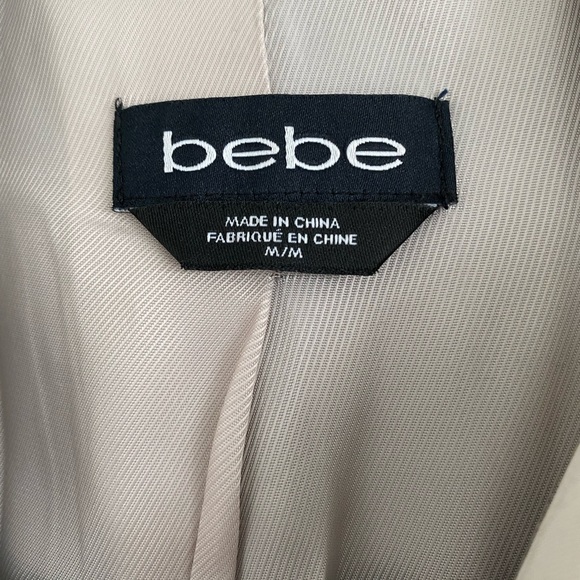 bebe
MADE IN CHINA
FABRIQUÉ EN CHINE
M/M